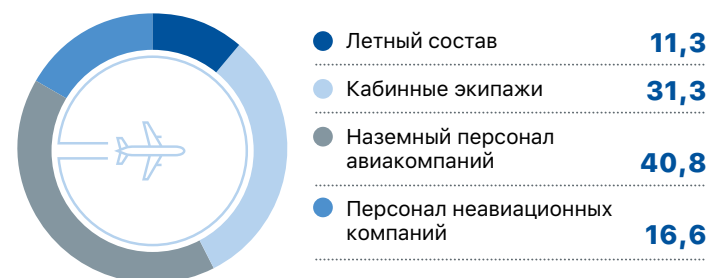 Летный состав 11,3
Кабинные экипажи 31,3
Наземный персонал
авиакомпаний 40,8
Персонал неавиационных
компаний 16,6